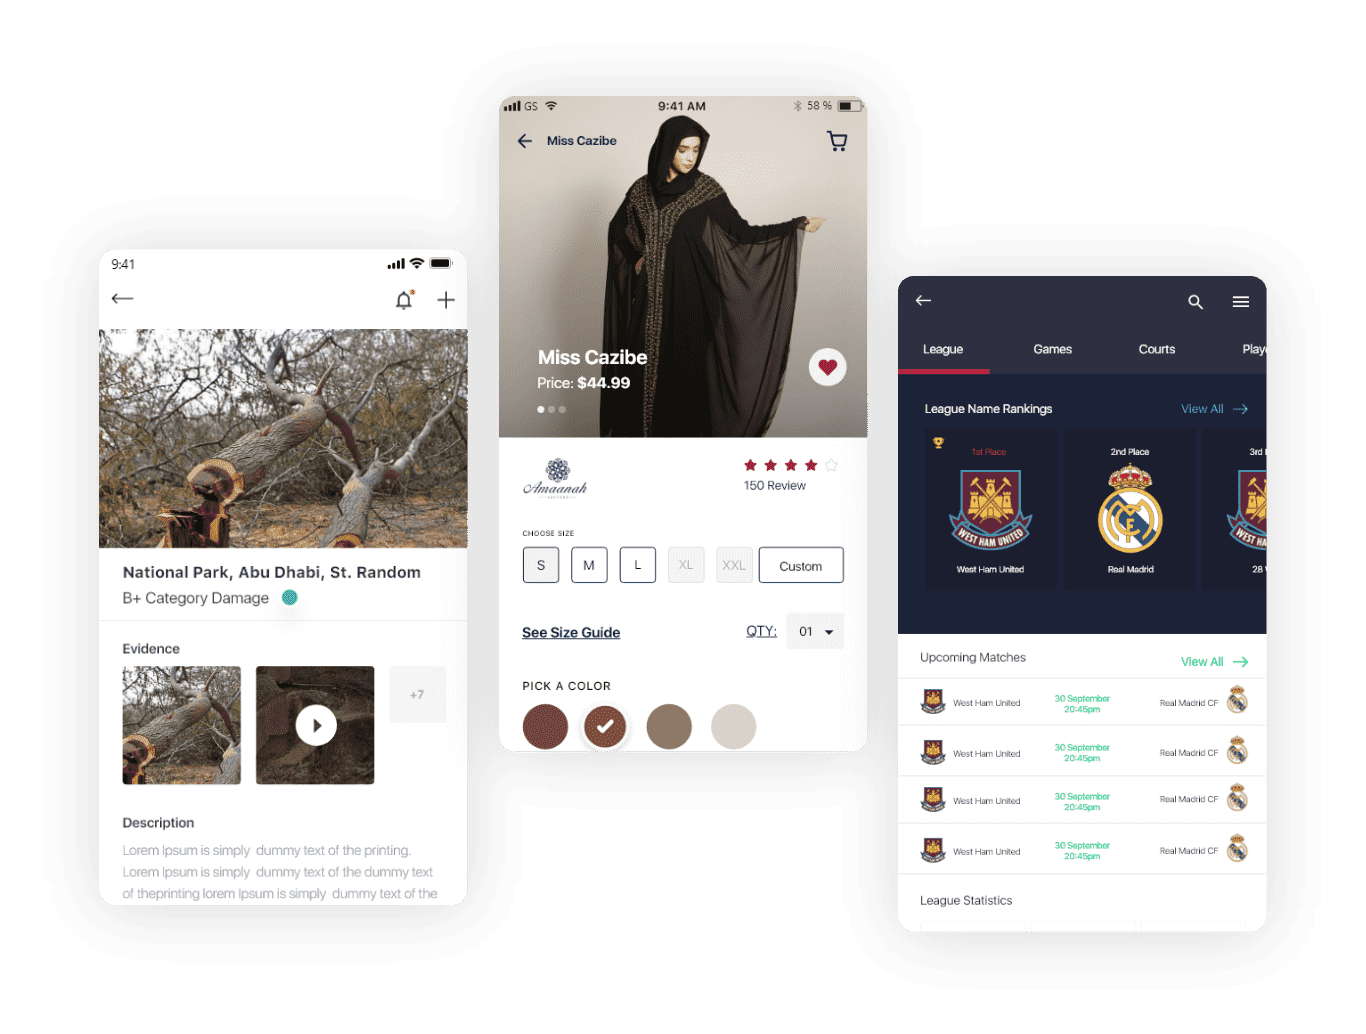 9:41
National Park, Abu Dhabi, St. Random
B+ Category Damage
Evidence
+7
Description
Lorem Ipsum is simply dummy text of the printing.
Lorem Ipsum is simply dummy text of the dummy text
of theprinting lorem Ipsum is simply dummy text of the
GS 9:41 AM 58 %
Miss Cazibe
Miss Cazibe
Price: $44.99
Amaanah
150 Review
CHOOSE SIZE
S M L XL XXL Custom
See Size Guide QTY: 01
PICK A COLOR
League Games Courts Playe
League Name Rankings View All
1st Place 2nd Place 3rd
WEST HAM UNITED WEST HA
West Ham United Real Madrid 28
Upcoming Matches View All
West Ham United 30 September 20:45pm Real Madrid CF
West Ham United 30 September 20:45pm Real Madrid CF
West Ham United 30 September 20:45pm Real Madrid CF
West Ham United 30 September 20:45pm Real Madrid CF
League Statistics